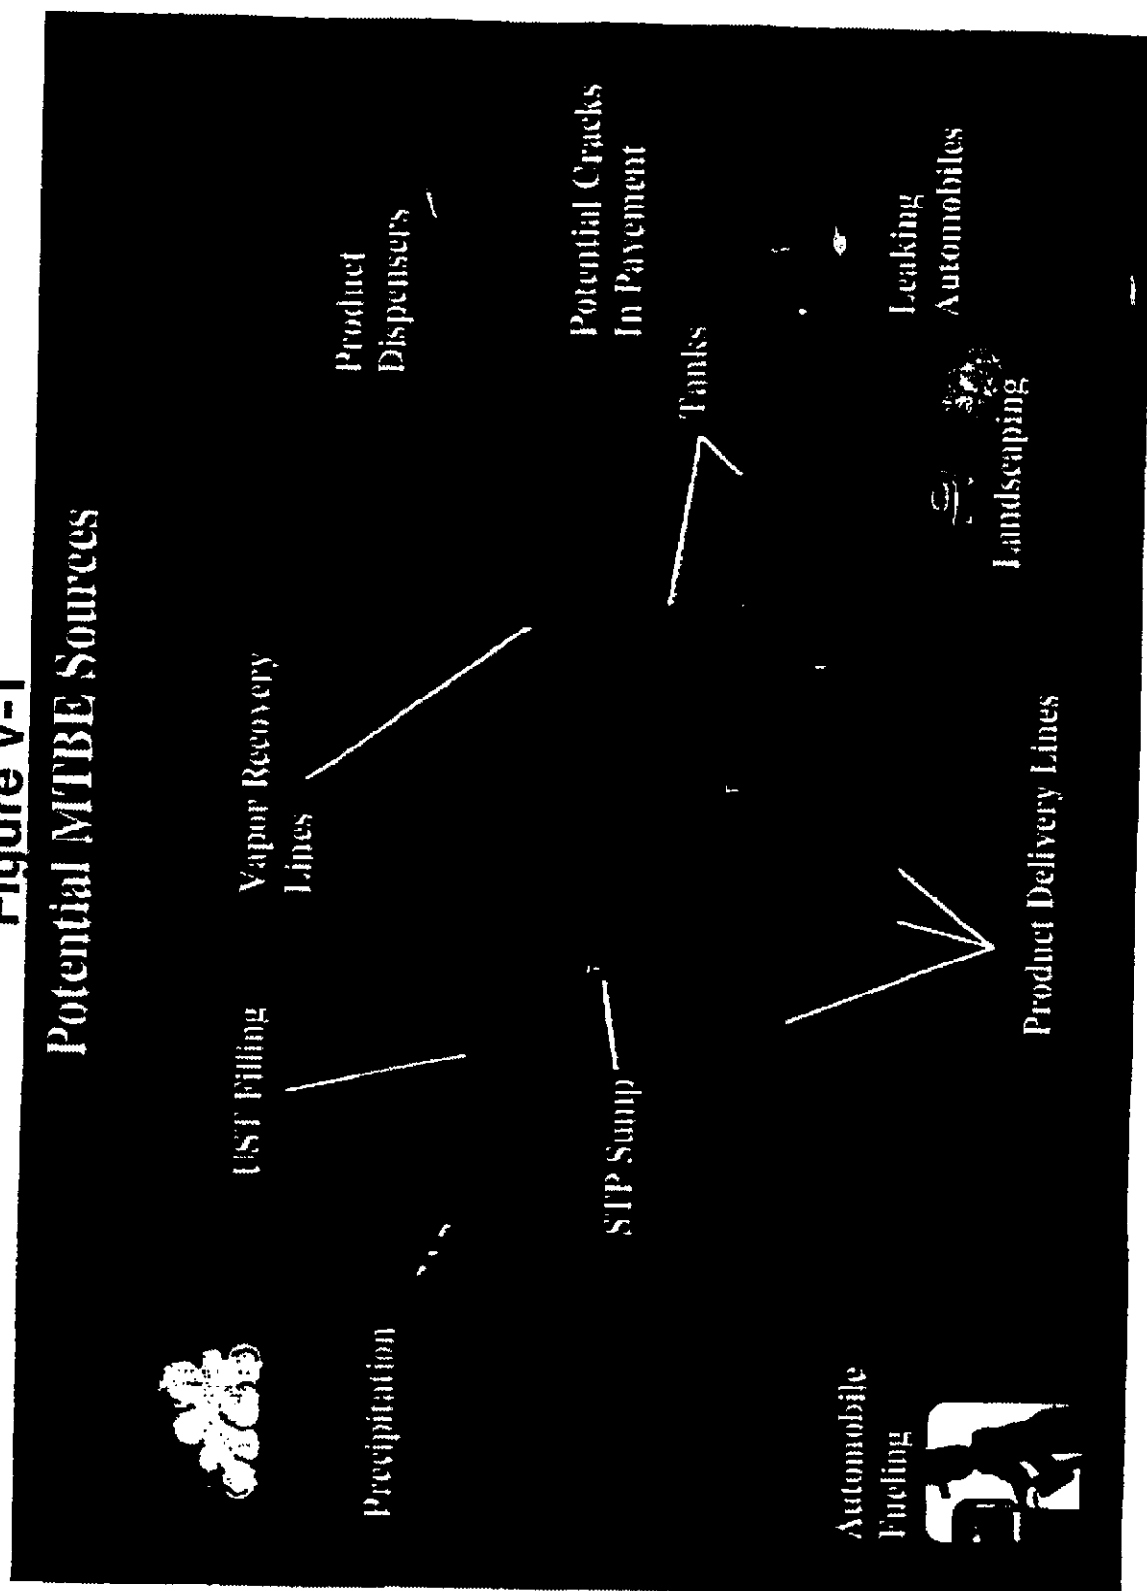 Figure V-1
Potential MTBE Sources
UST Filling
Vapor Recovery
Lines
Product
Dispensers
Precipitation
STP Sump
Potential Cracks
In Pavement
Tanks
Automobile
Fueling
Product Delivery Lines
Landscaping
Leaking
Automobiles